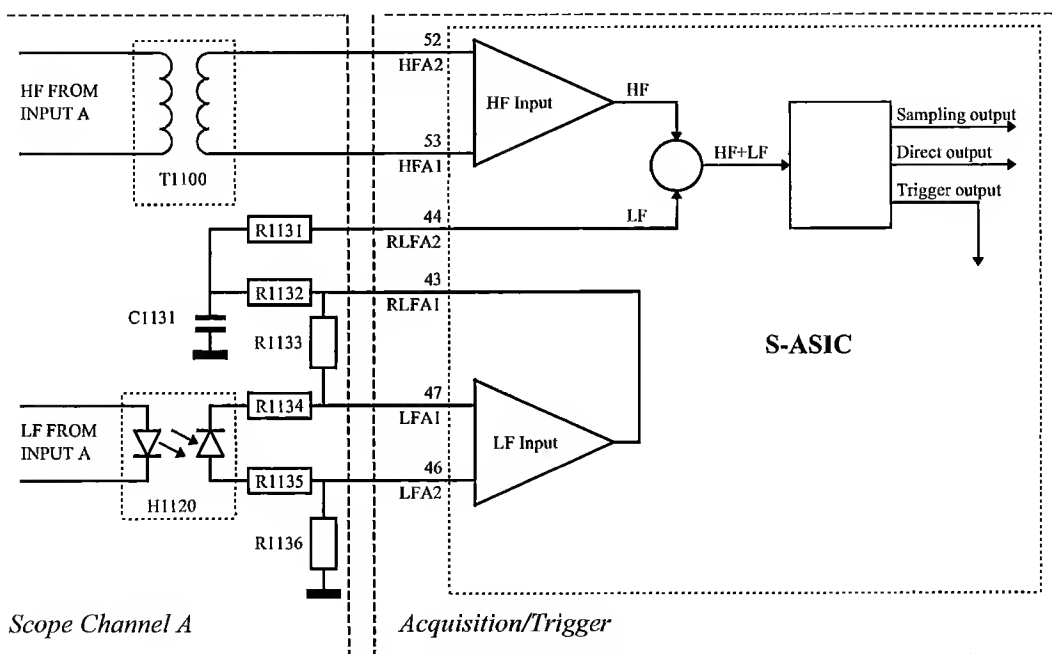 HF FROM
INPUT A
T1100
52
HFA2
53
HFA1
HF Input
HF
HF+LF
LF
Sampling output
Direct output
Trigger output
R1131
44
RLFA2
R1132
43
RLFA1
C1131
R1133
S-ASIC
R1134
47
LFA1
LF FROM
INPUT A
H1120
LF Input
R1135
46
LFA2
R1136
Scope Channel A
Acquisition/Trigger